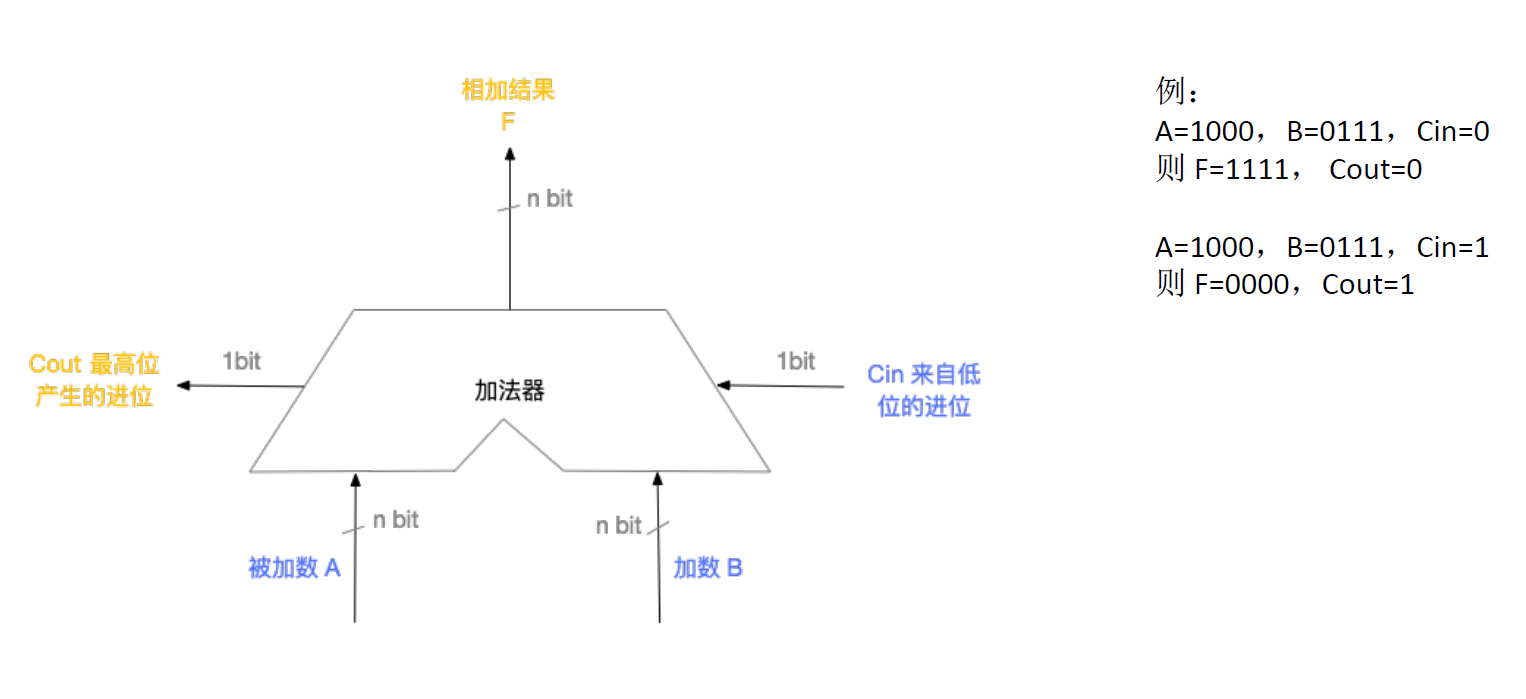 相加结果
F
n bit
Cout 最高位
产生的进位
1bit
加法器
1bit
Cin 来自低
位的进位
n bit
n bit
被加数 A
加数 B
例：
A=1000，B=0111，Cin=0
则 F=1111， Cout=0
A=1000，B=0111，Cin=1
则 F=0000，Cout=1